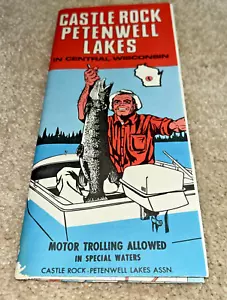 CASTLE ROCK
PETENWELL
LAKES
IN CENTRAL WISCONSIN
MOTOR TROLLING ALLOWED
IN SPECIAL WATERS
CASTLE ROCK-PETENWELL LAKES ASSN.